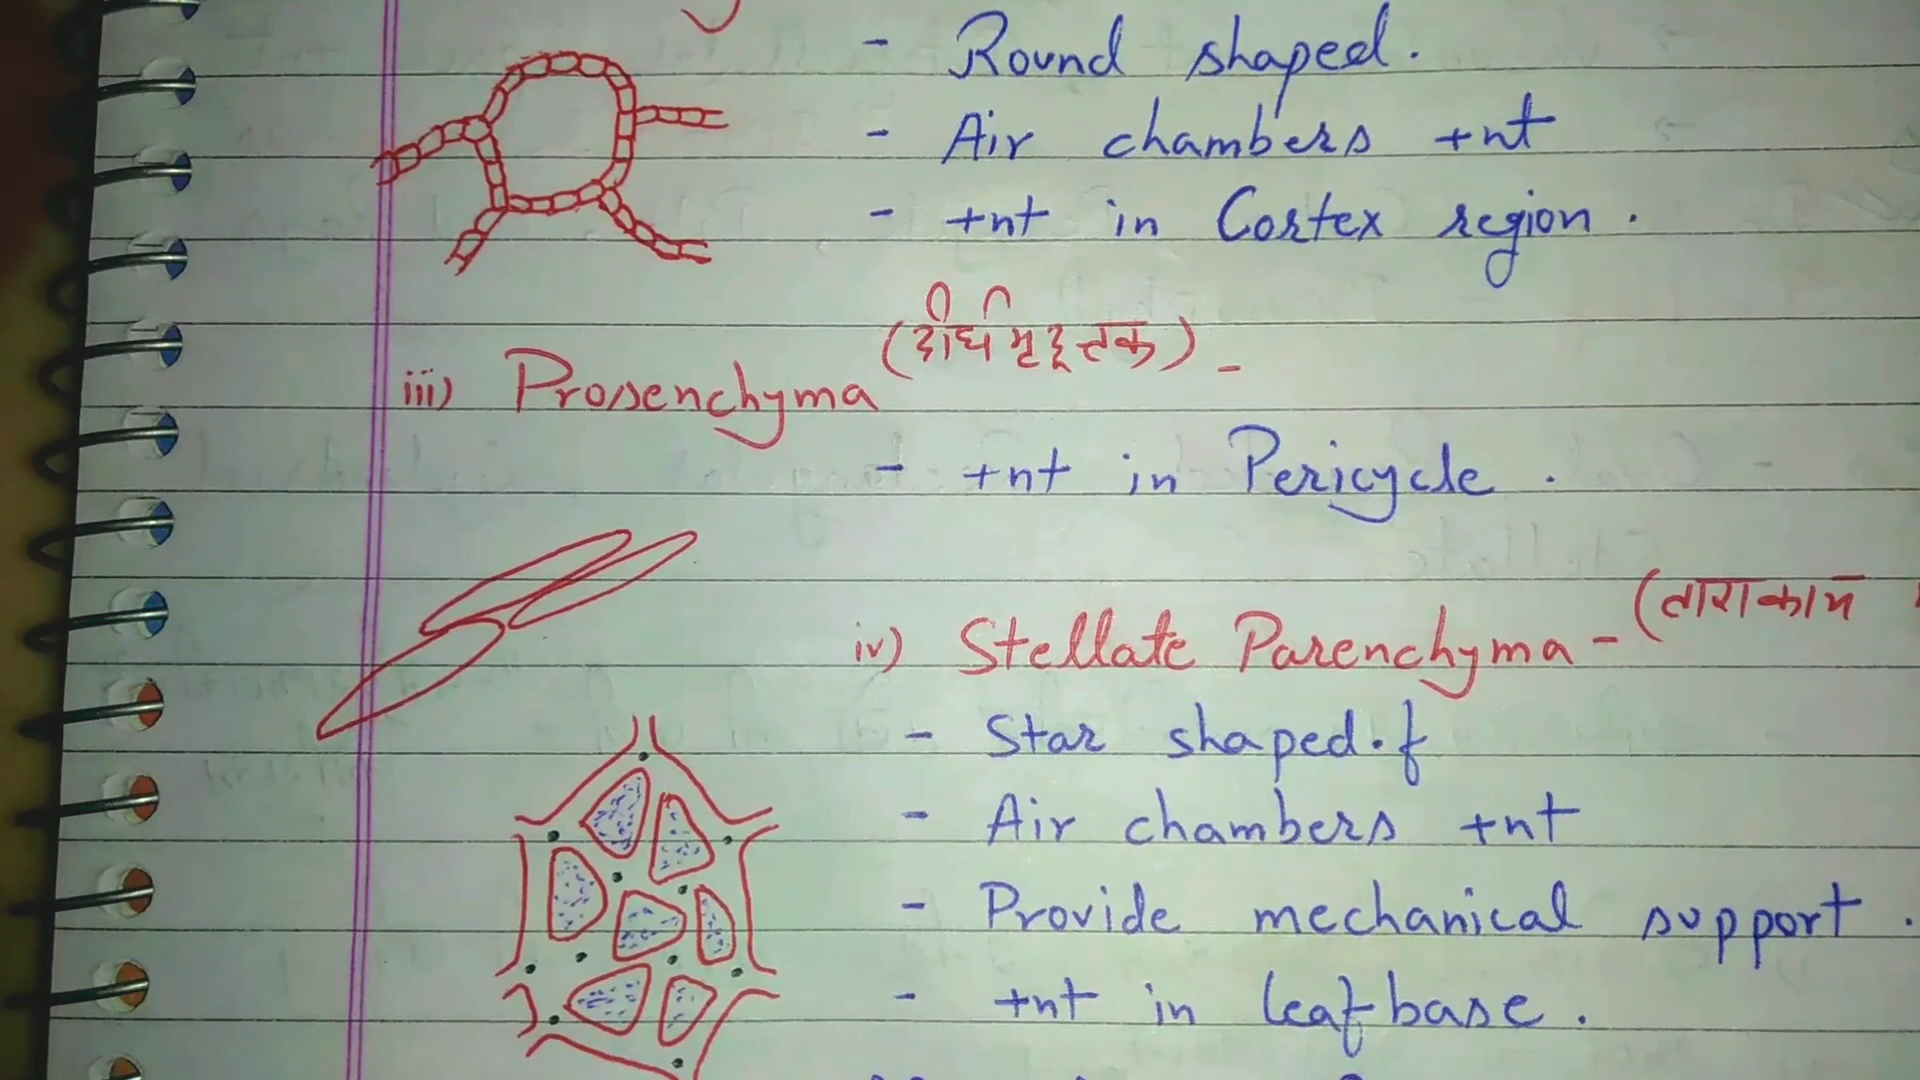 - Round shaped.
- Air chambers +nt
- +nt in Cortex region.
(दीर्घ मृदूतक) -
iii) Prosenchyma
- +nt in Pericycle.
iv) Stellate Parenchyma - (ताराकाय
- Star shaped.
- Air chambers +nt
- Provide mechanical support.
- +nt in leaf base.